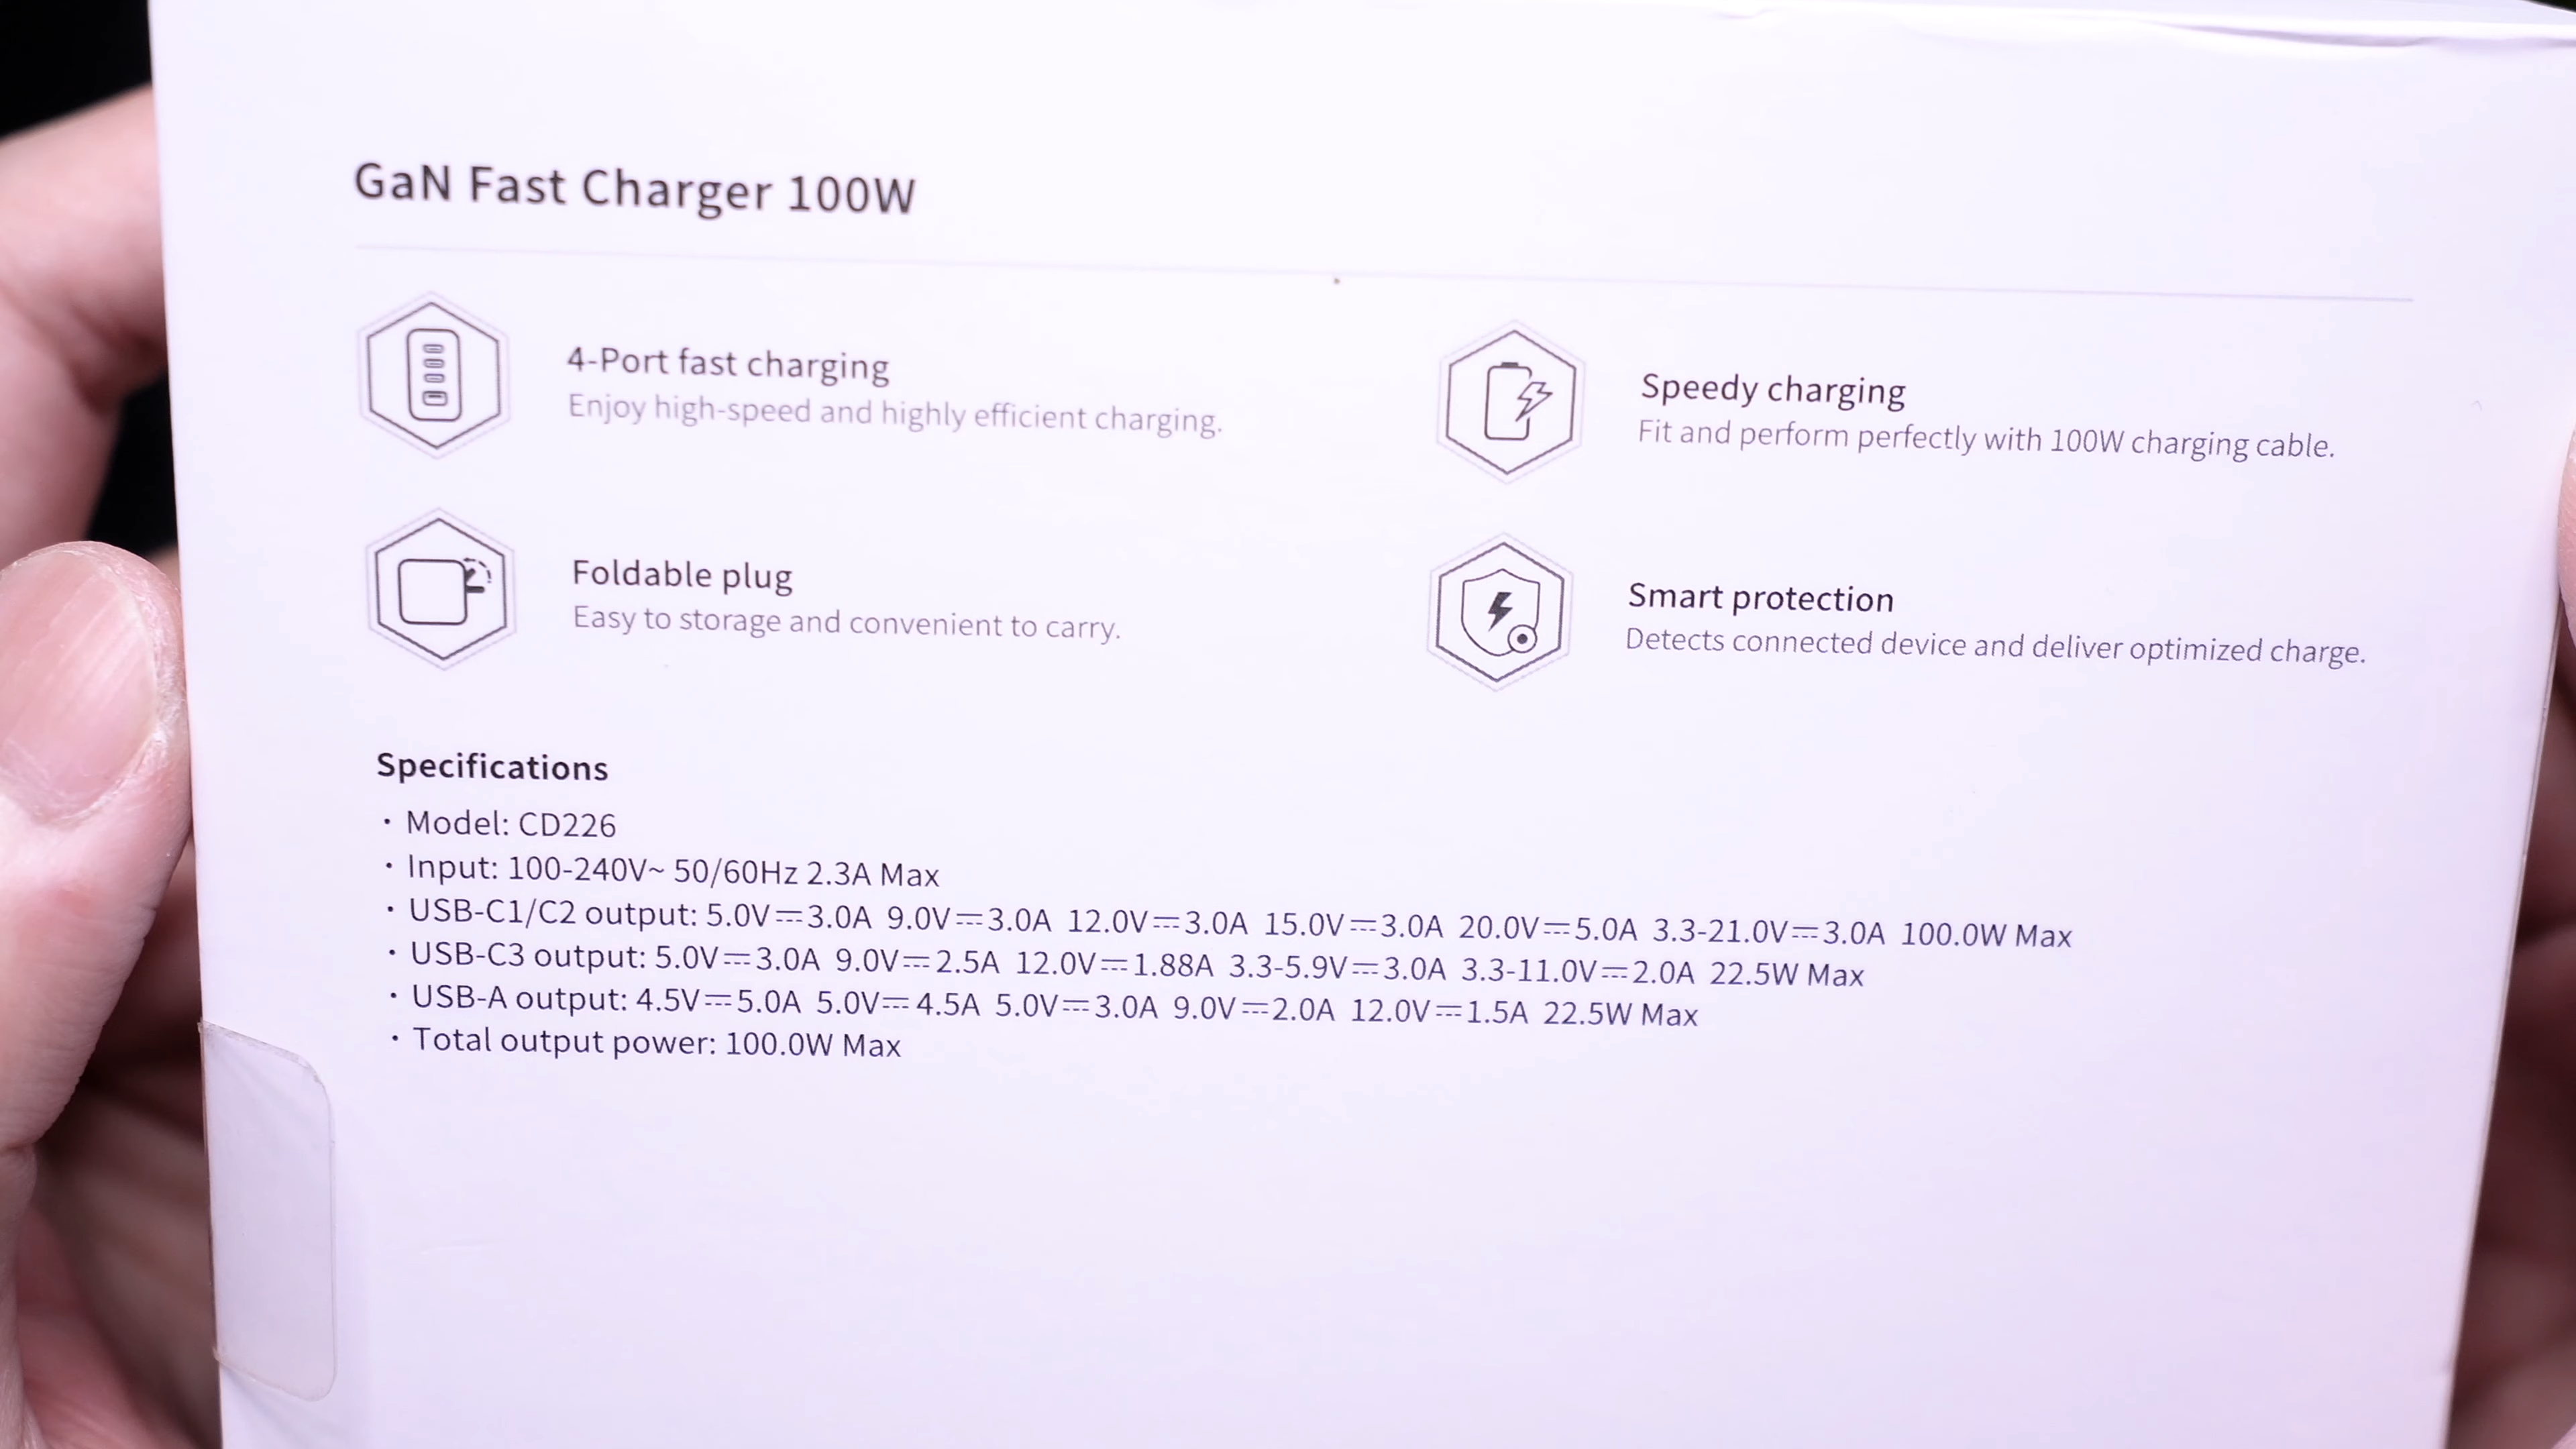 GaN Fast Charger 100W
4-Port fast charging
Enjoy high-speed and highly efficient charging.
Speedy charging
Fit and perform perfectly with 100W charging cable.
Foldable plug
Easy to storage and convenient to carry.
Smart protection
Detects connected device and deliver optimized charge.
Specifications
· Model: CD226
· Input: 100-240V~ 50/60Hz 2.3A Max
· USB-C1/C2 output: 5.0V⎓3.0A 9.0V⎓3.0A 12.0V⎓3.0A 15.0V⎓3.0A 20.0V⎓5.0A 3.3-21.0V⎓3.0A 100.0W Max
· USB-C3 output: 5.0V⎓3.0A 9.0V⎓2.5A 12.0V⎓1.88A 3.3-5.9V⎓3.0A 3.3-11.0V⎓2.0A 22.5W Max
· USB-A output: 4.5V⎓5.0A 5.0V⎓4.5A 5.0V⎓3.0A 9.0V⎓2.0A 12.0V⎓1.5A 22.5W Max
· Total output power: 100.0W Max